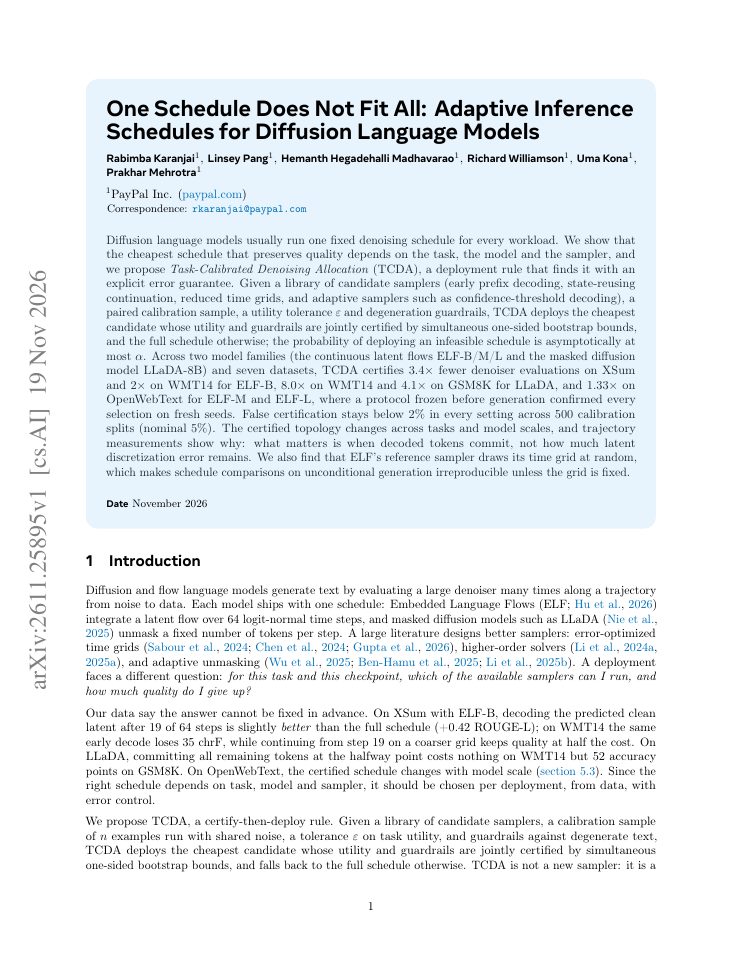 One Schedule Does Not Fit All: Adaptive Inference
Schedules for Diffusion Language Models
Rabimba Karanjai¹, Linsey Pang¹, Hemanth Hegadehalli Madhavarao¹, Richard Williamson¹, Uma Kona¹,
Prakhar Mehrotra¹
¹PayPal Inc. (paypal.com)
Correspondence: rkaranjai@paypal.com
Diffusion language models usually run one fixed denoising schedule for every workload. We show that
the cheapest schedule that preserves quality depends on the task, the model and the sampler, and
we propose Task-Calibrated Denoising Allocation (TCDA), a deployment rule that finds it with an
explicit error guarantee. Given a library of candidate samplers (early prefix decoding, state-reusing
continuation, reduced time grids, and adaptive samplers such as confidence-threshold decoding), a
paired calibration sample, a utility tolerance ε and degeneration guardrails, TCDA deploys the cheapest
candidate whose utility and guardrails are jointly certified by simultaneous one-sided bootstrap bounds,
and the full schedule otherwise; the probability of deploying an infeasible schedule is asymptotically at
most α. Across two model families (the continuous latent flows ELF-B/M/L and the masked diffusion
model LLaDA-8B) and seven datasets, TCDA certifies 3.4× fewer denoiser evaluations on XSum
and 2× on WMT14 for ELF-B, 8.0× on WMT14 and 4.1× on GSM8K for LLaDA, and 1.33× on
OpenWebText for ELF-M and ELF-L, where a protocol frozen before generation confirmed every
selection on fresh seeds. False certification stays below 2% in every setting across 500 calibration
splits (nominal 5%). The certified topology changes across tasks and model scales, and trajectory
measurements show why: what matters is when decoded tokens commit, not how much latent
discretization error remains. We also find that ELF's reference sampler draws its time grid at random,
which makes schedule comparisons on unconditional generation irreproducible unless the grid is fixed.
Date November 2026
arXiv:2611.25895v1 [cs.AI] 19 Nov 2026
1 Introduction
Diffusion and flow language models generate text by evaluating a large denoiser many times along a trajectory
from noise to data. Each model ships with one schedule: Embedded Language Flows (ELF; Hu et al., 2026)
integrate a latent flow over 64 logit-normal time steps, and masked diffusion models such as LLaDA (Nie et al.,
2025) unmask a fixed number of tokens per step. A large literature designs better samplers: error-optimized
time grids (Sabour et al., 2024; Chen et al., 2024; Gupta et al., 2026), higher-order solvers (Li et al., 2024a,
2025a), and adaptive unmasking (Wu et al., 2025; Ben-Hamu et al., 2025; Li et al., 2025b). A deployment
faces a different question: for this task and this checkpoint, which of the available samplers can I run, and
how much quality do I give up?
Our data say the answer cannot be fixed in advance. On XSum with ELF-B, decoding the predicted clean
latent after 19 of 64 steps is slightly better than the full schedule (+0.42 ROUGE-L); on WMT14 the same
early decode loses 35 chrF, while continuing from step 19 on a coarser grid keeps quality at half the cost. On
LLaDA, committing all remaining tokens at the halfway point costs nothing on WMT14 but 52 accuracy
points on GSM8K. On OpenWebText, the certified schedule changes with model scale (section 5.3). Since the
right schedule depends on task, model and sampler, it should be chosen per deployment, from data, with
error control.
We propose TCDA, a certify-then-deploy rule. Given a library of candidate samplers, a calibration sample
of n examples run with shared noise, a tolerance ε on task utility, and guardrails against degenerate text,
TCDA deploys the cheapest candidate whose utility and guardrails are jointly certified by simultaneous
one-sided bootstrap bounds, and falls back to the full schedule otherwise. TCDA is not a new sampler: it is a
1